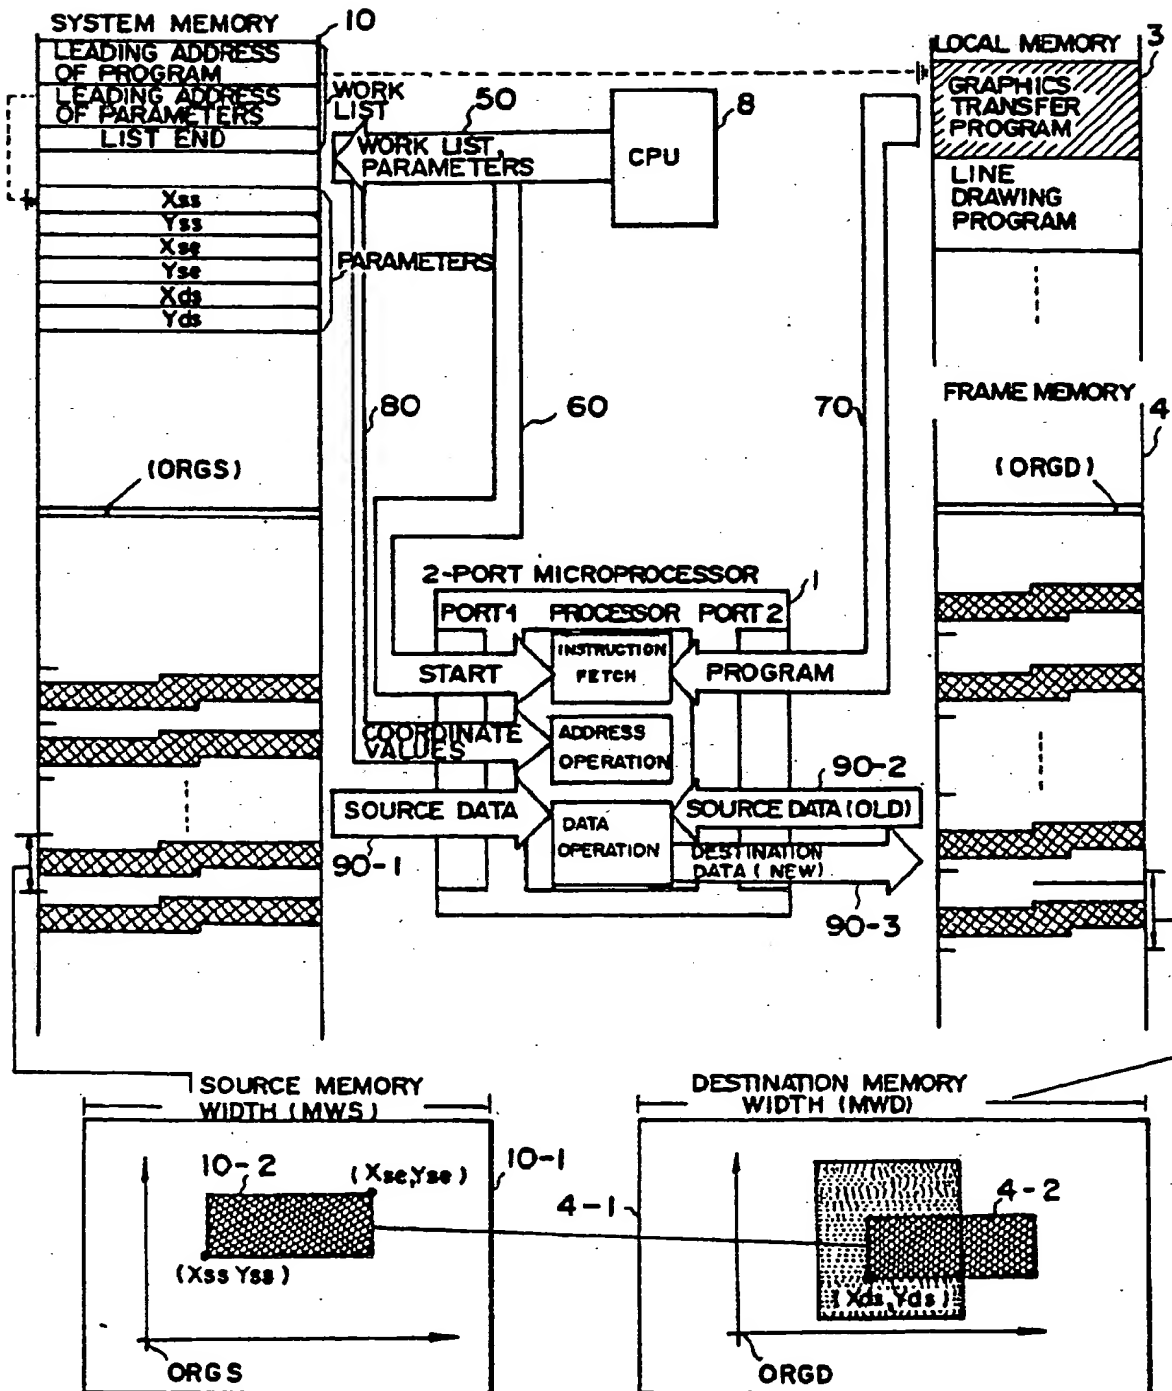 SYSTEM MEMORY
10
LEADING ADDRESS
OF PROGRAM
LEADING ADDRESS
OF PARAMETERS
LIST END
WORK
LIST
Xss
Yss
Xse
Yse
Xds
Yds
PARAMETERS
50
WORK LIST,
PARAMETERS
CPU
8
LOCAL MEMORY
3
GRAPHICS
TRANSFER
PROGRAM
LINE
DRAWING
PROGRAM
80
60
70
FRAME MEMORY
4
(ORGS)
(ORGD)
2-PORT MICROPROCESSOR
1
PORT 1 PROCESSOR PORT 2
START
INSTRUCTION
FETCH
PROGRAM
COORDINATE
VALUES
ADDRESS
OPERATION
90-2
SOURCE DATA
DATA
OPERATION
SOURCE DATA (OLD)
DESTINATION
DATA (NEW)
90-1
90-3
SOURCE MEMORY
WIDTH (MWS)
10-2
(Xse,Yse)
10-1
(Xss Yss)
ORGS
DESTINATION MEMORY
WIDTH (MWD)
4-1
4-2
(Xds,Yds)
ORGD